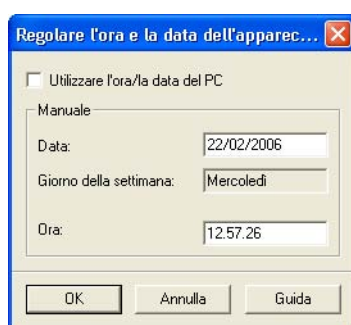 Regolare l'ora e la data dell'apparec...
Utilizzare l'ora/la data del PC
Manuale
Data: 22/02/2006
Giorno della settimana: Mercoledì
Ora: 12.57.26
OK Annulla Guida